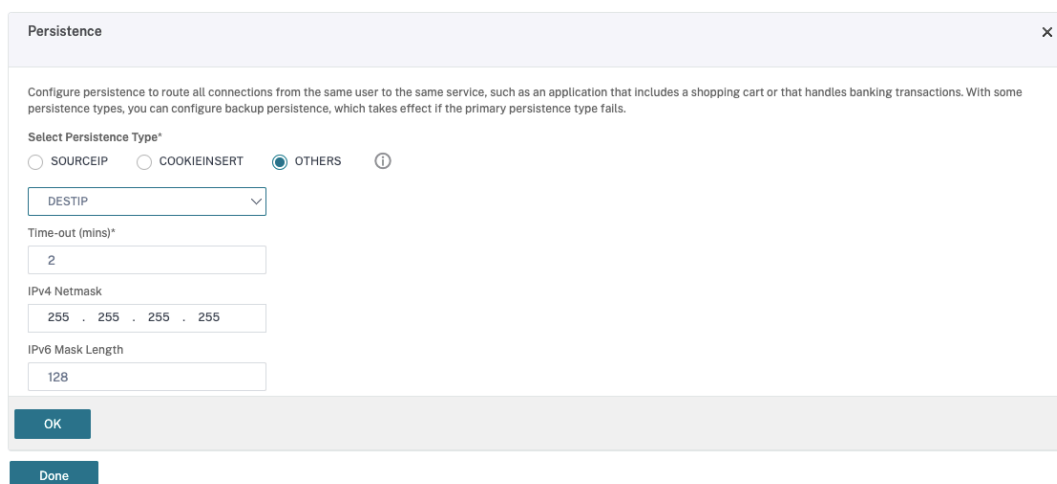 Persistence
Configure persistence to route all connections from the same user to the same service, such as an application that includes a shopping cart or that handles banking transactions. With some
persistence types, you can configure backup persistence, which takes effect if the primary persistence type fails.
Select Persistence Type*
SOURCEIP COOKIEINSERT OTHERS
DESTIP
Time-out (mins)*
2
IPv4 Netmask
255 . 255 . 255 . 255
IPv6 Mask Length
128
OK
Done